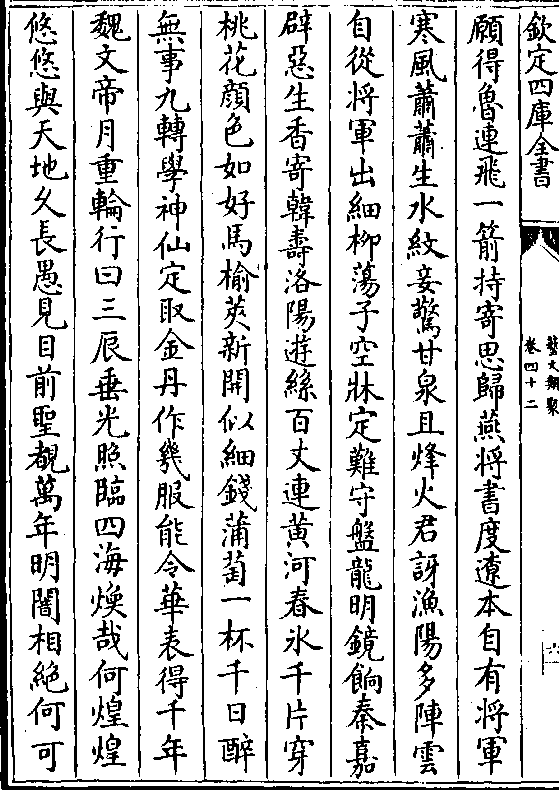 欽定四庫全書
藝文類聚
卷四十二
六
願得魯連飛一箭持寄思歸燕將書度遼本自有將軍
寒風蕭蕭生水紋妾驚甘泉且烽火君訝漁陽多陣雲
自從將軍出細柳蕩子空牀定難守盤龍明鏡餉秦嘉
辟惡生香寄韓壽洛陽遊絲百丈連黄河春氷千片穿
桃花顔色如好馬榆莢新開似細錢蒲萄一杯千日醉
無事九轉學神仙定取金丹作幾服能令華表得千年
魏文帝月重輪行曰三辰垂光照臨四海煥哉何煌煌
悠悠與天地久長愚見目前聖覩萬年明闇相絶何可